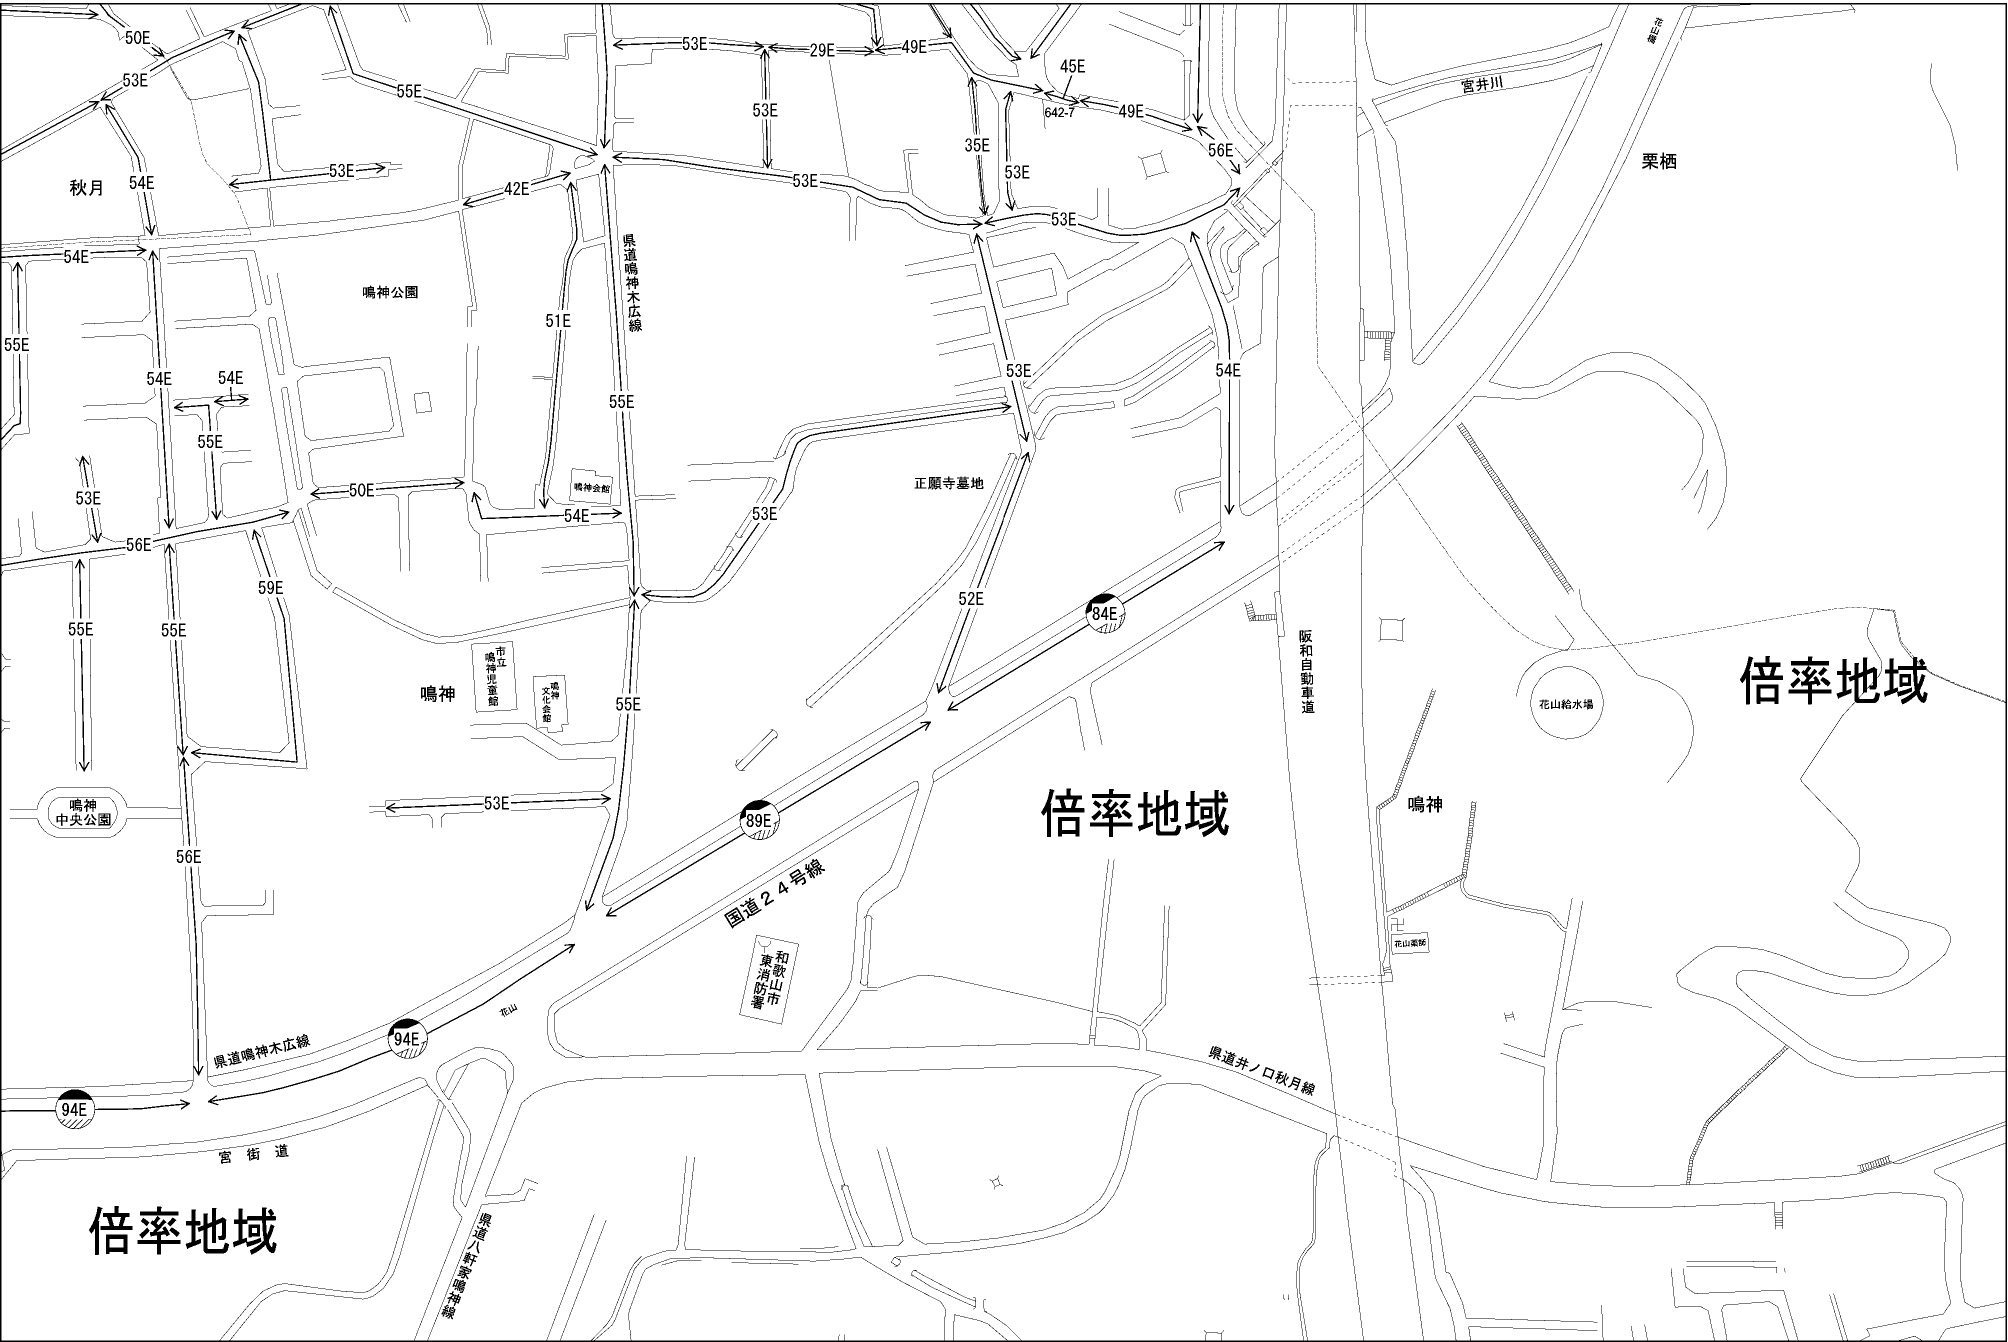 50E
53E
53E
29E
49E
45E
642-7
49E
花山橋
宮井川
栗栖
55E
53E
35E
53E
56E
秋月
54E
53E
42E
53E
53E
54E
県道鳴神木広線
鳴神公園
55E
51E
54E
54E
53E
54E
55E
55E
53E
50E
鳴神会館
54E
53E
正願寺墓地
56E
59E
55E
55E
52E
84E
阪和自動車道
市立
鳴神児童館
鳴神
文化会館
鳴神
55E
花山給水場
倍率地域
鳴神
中央公園
53E
89E
倍率地域
鳴神
56E
国道24号線
和歌山市
東消防署
花山薬師
花山
94E
県道鳴神木広線
県道井ノ口秋月線
94E
宮街道
倍率地域
県道八軒家鳴神線